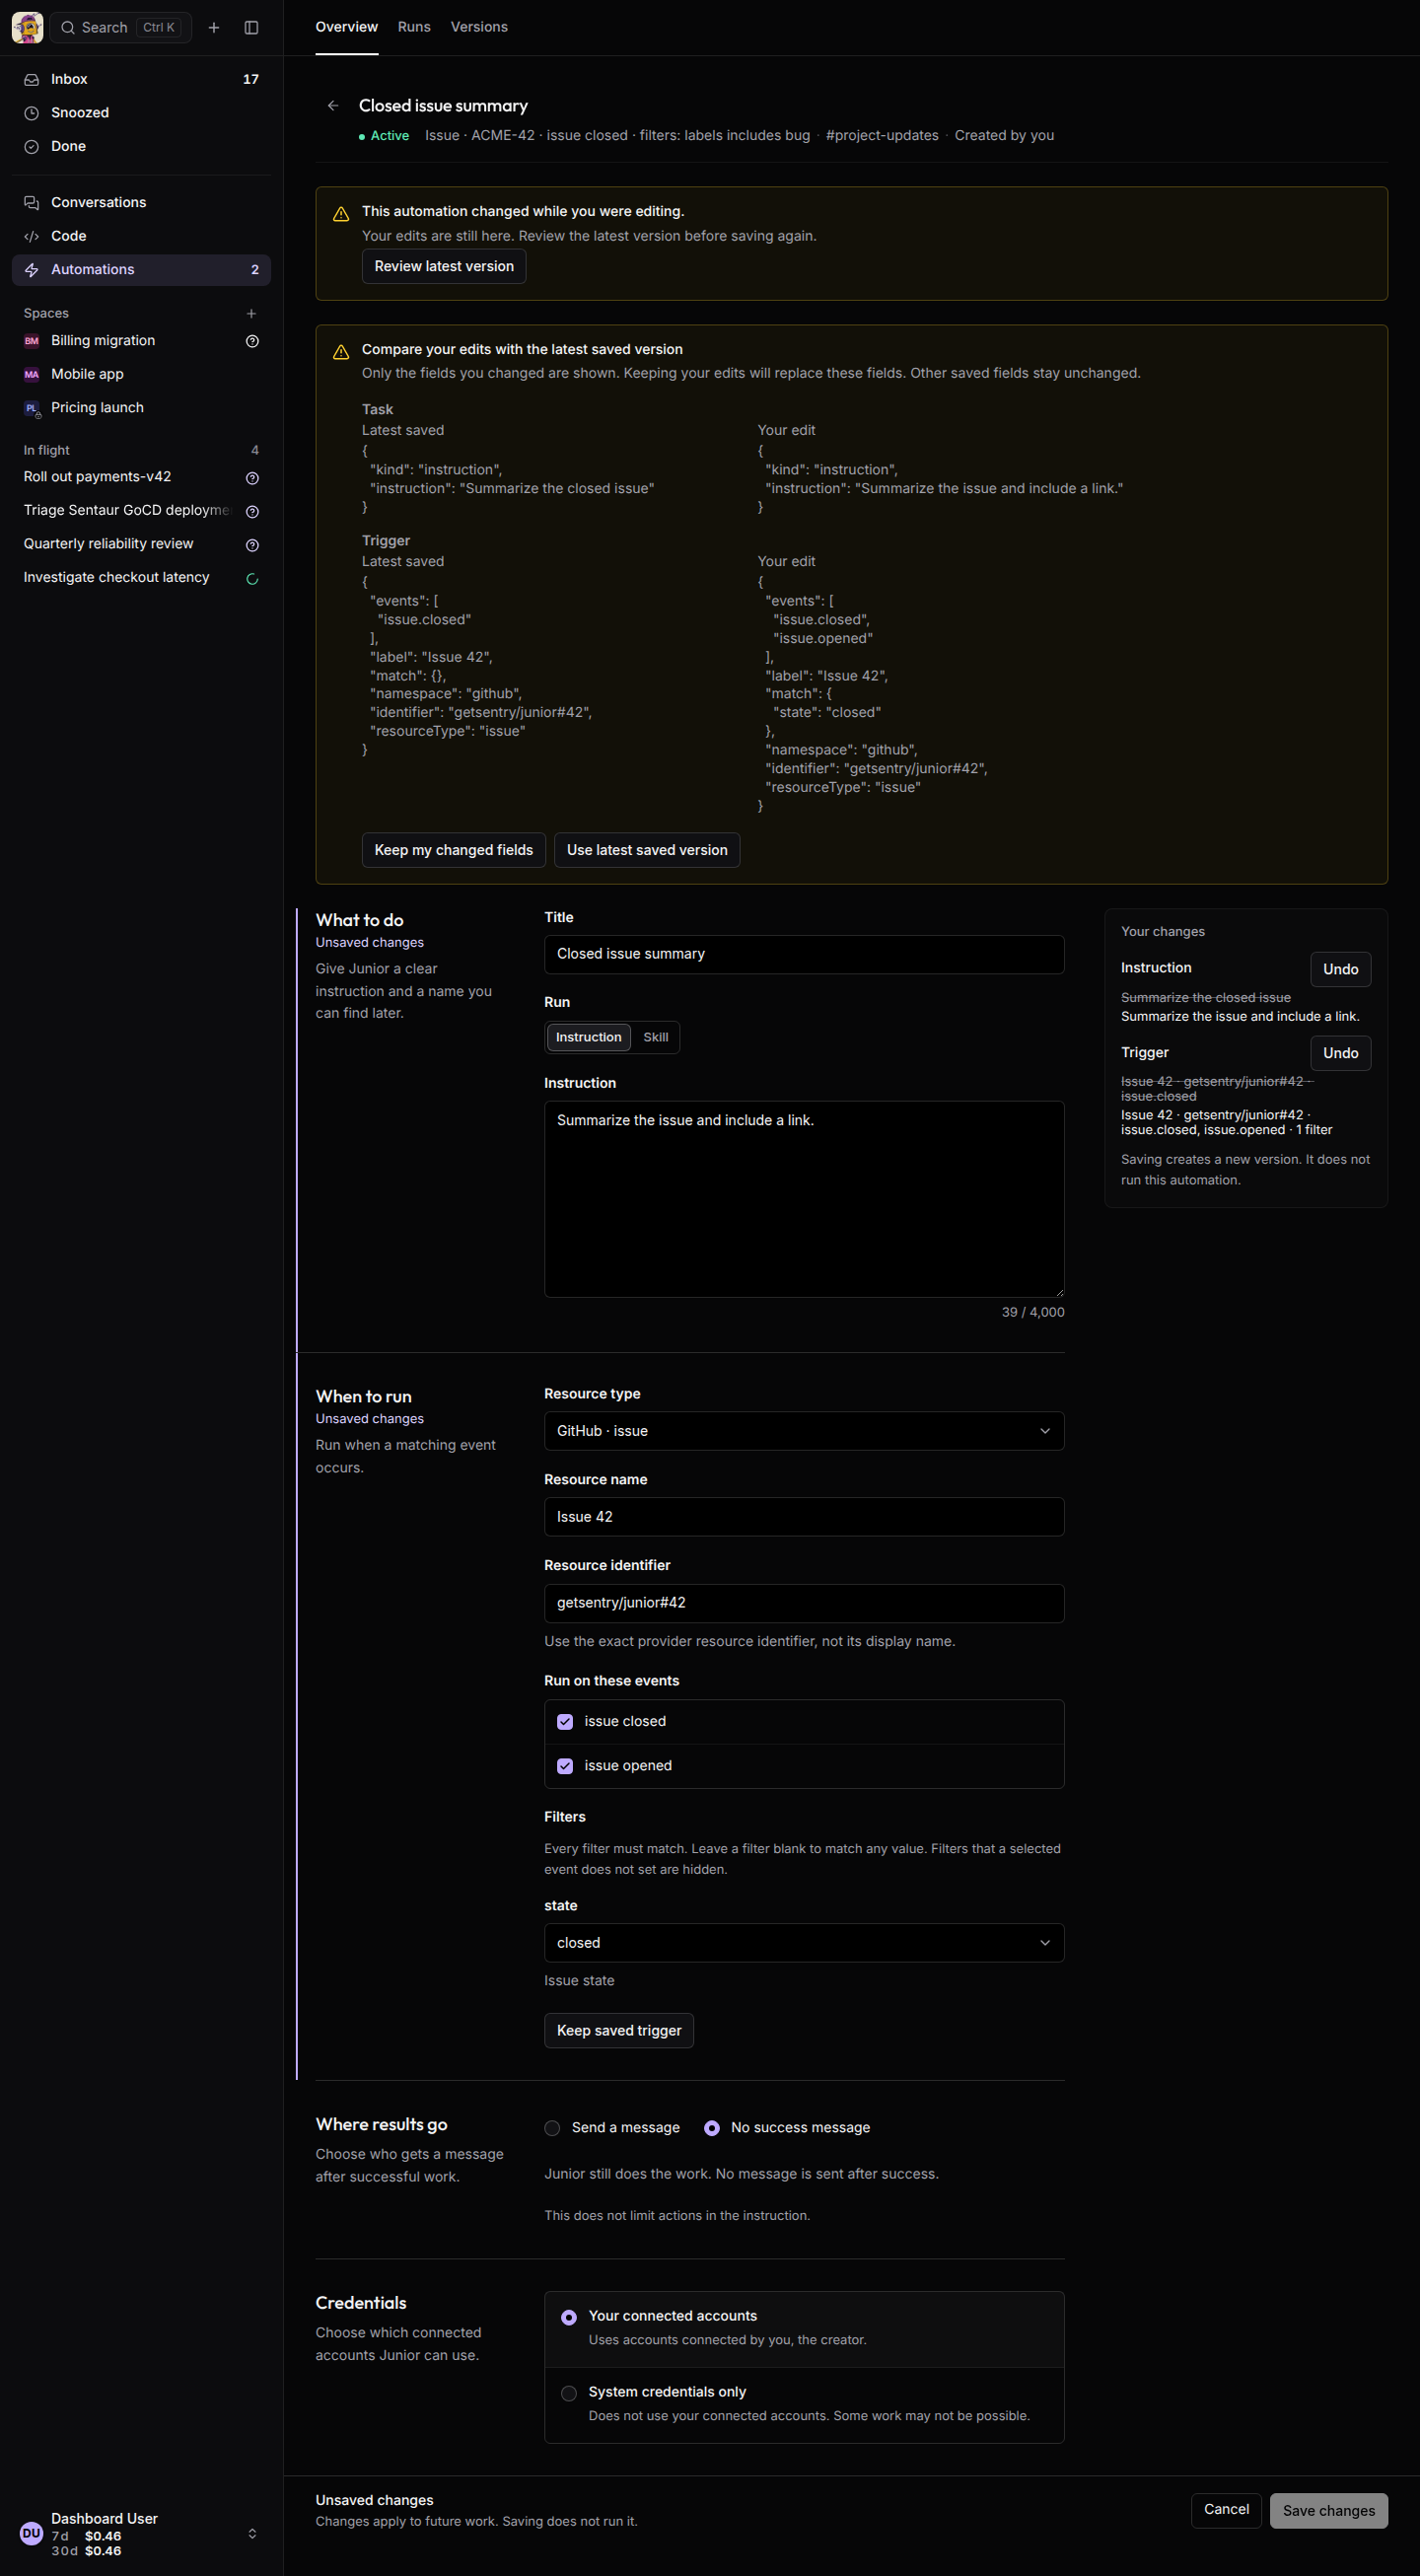 Search Ctrl K
Inbox 17
Snoozed
Done
Conversations
Code
Automations 2
Spaces
BM Billing migration
MA Mobile app
PL Pricing launch
In flight 4
Roll out payments-v42
Triage Sentaur GoCD deployme
Quarterly reliability review
Investigate checkout latency
DU Dashboard User
7d $0.46
30d $0.46
Overview Runs Versions
Closed issue summary
Active Issue · ACME-42 · issue closed · filters: labels includes bug · #project-updates · Created by you
This automation changed while you were editing.
Your edits are still here. Review the latest version before saving again.
Review latest version
Compare your edits with the latest saved version
Only the fields you changed are shown. Keeping your edits will replace these fields. Other saved fields stay unchanged.
Task
Latest saved
{
"kind": "instruction",
"instruction": "Summarize the closed issue"
}
Your edit
{
"kind": "instruction",
"instruction": "Summarize the issue and include a link."
}
Trigger
Latest saved
{
"events": [
"issue.closed"
],
"label": "Issue 42",
"match": {},
"namespace": "github",
"identifier": "getsentry/junior#42",
"resourceType": "issue"
}
Your edit
{
"events": [
"issue.closed",
"issue.opened"
],
"label": "Issue 42",
"match": {
"state": "closed"
},
"namespace": "github",
"identifier": "getsentry/junior#42",
"resourceType": "issue"
}
Keep my changed fields Use latest saved version
What to do
Unsaved changes
Give Junior a clear
instruction and a name you
can find later.
Title
Closed issue summary
Run
Instruction Skill
Instruction
Summarize the issue and include a link.
39 / 4,000
Your changes
Instruction Undo
Summarize the closed issue
Summarize the issue and include a link.
Trigger Undo
Issue 42 · getsentry/junior#42 ·
issue.closed
Issue 42 · getsentry/junior#42 ·
issue.closed, issue.opened · 1 filter
Saving creates a new version. It does not
run this automation.
When to run
Unsaved changes
Run when a matching event
occurs.
Resource type
GitHub · issue
Resource name
Issue 42
Resource identifier
getsentry/junior#42
Use the exact provider resource identifier, not its display name.
Run on these events
issue closed
issue opened
Filters
Every filter must match. Leave a filter blank to match any value. Filters that a selected
event does not set are hidden.
state
closed
Issue state
Keep saved trigger
Where results go
Choose who gets a message
after successful work.
Send a message No success message
Junior still does the work. No message is sent after success.
This does not limit actions in the instruction.
Credentials
Choose which connected
accounts Junior can use.
Your connected accounts
Uses accounts connected by you, the creator.
System credentials only
Does not use your connected accounts. Some work may not be possible.
Unsaved changes
Changes apply to future work. Saving does not run it.
Cancel Save changes